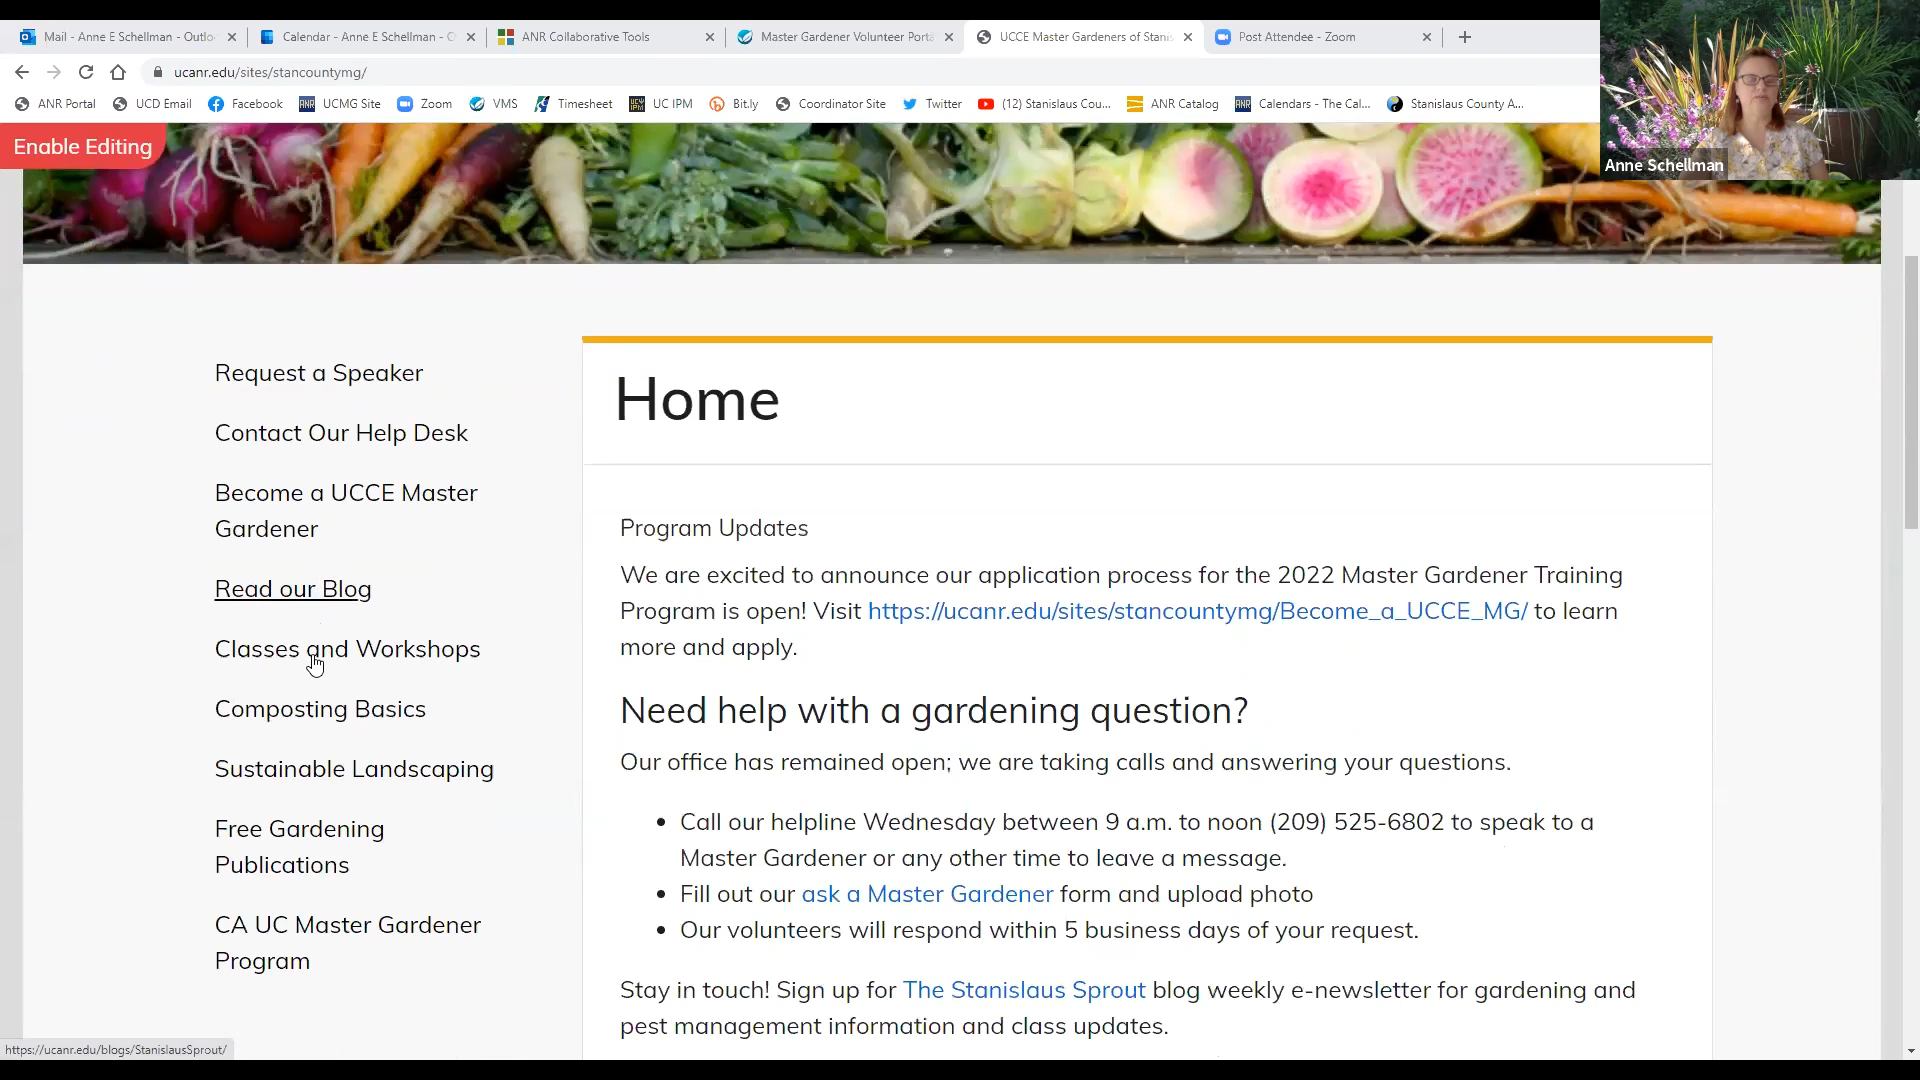 Mail - Anne E Schellman - Outlo
Calendar - Anne E Schellman - O
ANR Collaborative Tools
Master Gardener Volunteer Porta
UCCE Master Gardeners of Stanis
Post Attendee - Zoom
ucanr.edu/sites/stancountymg/
ANR Portal
UCD Email
Facebook
UCMG Site
Zoom
VMS
Timesheet
UC IPM
Bit.ly
Coordinator Site
Twitter
(12) Stanislaus Cou...
ANR Catalog
Calendars - The Cal...
Stanislaus County A...
Anne Schellman
Enable Editing
Request a Speaker
Contact Our Help Desk
Become a UCCE Master
Gardener
Read our Blog
Classes and Workshops
Composting Basics
Sustainable Landscaping
Free Gardening
Publications
CA UC Master Gardener
Program
Home
Program Updates
We are excited to announce our application process for the 2022 Master Gardener Training
Program is open! Visit https://ucanr.edu/sites/stancountymg/Become_a_UCCE_MG/ to learn
more and apply.
Need help with a gardening question?
Our office has remained open; we are taking calls and answering your questions.
• Call our helpline Wednesday between 9 a.m. to noon (209) 525-6802 to speak to a
Master Gardener or any other time to leave a message.
• Fill out our ask a Master Gardener form and upload photo
• Our volunteers will respond within 5 business days of your request.
Stay in touch! Sign up for The Stanislaus Sprout blog weekly e-newsletter for gardening and
pest management information and class updates.
https://ucanr.edu/blogs/StanislausSprout/